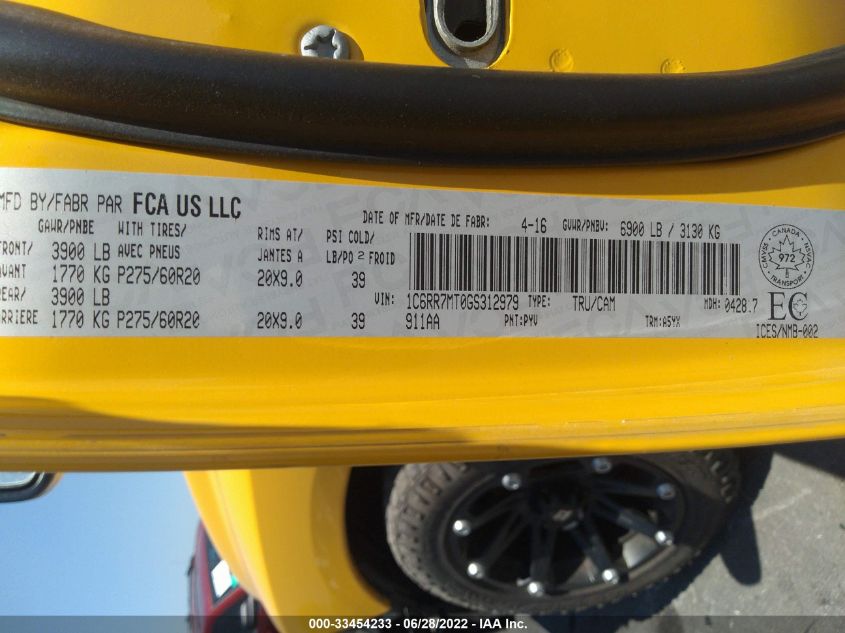 MFD BY/FABR PAR FCA US LLC
DATE OF MFR/DATE DE FABR: 4-16 GVWR/PNBV: 6900 LB / 3130 KG
GAWR/PNBE WITH TIRES/ RIMS AT/ PSI COLD/
FRONT/ 3900 LB AVEC PNEUS JANTES A LB/PO 2 FROID
AVANT 1770 KG P275/60R20 20X9.0 39
REAR/ 3900 LB
VIN: 1C6RR7MT0GS312979 TYPE: TRU/CAM MDH: 0428.7
ARRIERE 1770 KG P275/60R20 20X9.0 39
911AA PNT:PYV TRM:A5YX
CMVSS CANADA NSVAC
972
TRANSPORT
EC
ICES/NMB-002
000-33454233 - 06/28/2022 - IAA Inc.